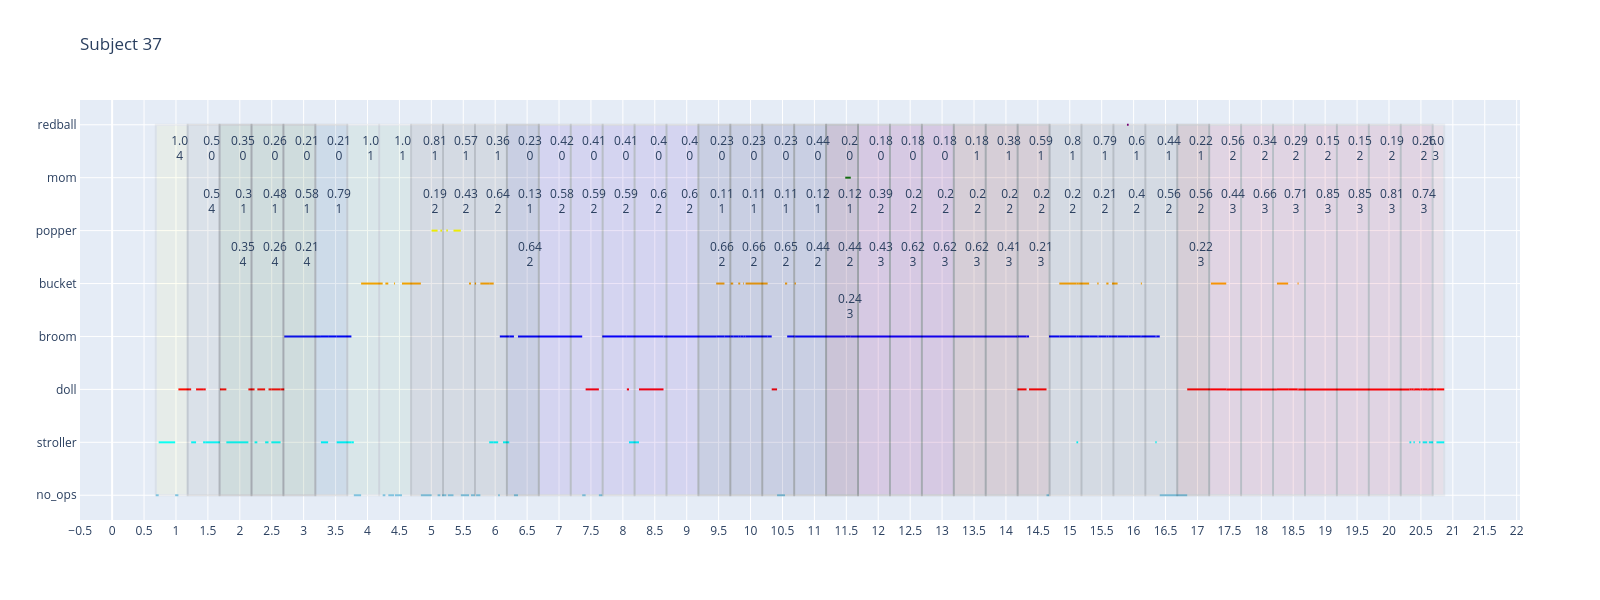 Subject 37
redball
1.0 0.5 0.35 0.26 0.21 0.21 1.0 1.0 0.81 0.57 0.36 0.23 0.42 0.41 0.41 0.4 0.4 0.23 0.23 0.23 0.44 0.2 0.18 0.18 0.18 0.18 0.38 0.59 0.8 0.79 0.6 0.44 0.22 0.56 0.34 0.29 0.15 0.15 0.19 0.26 1.0
4 0 0 0 0 0 1 1 1 1 1 0 0 0 0 0 0 0 0 0 0 0 0 0 0 1 1 1 1 1 1 1 1 2 2 2 2 2 2 2 3
mom
0.5 0.3 0.48 0.58 0.79 0.19 0.43 0.64 0.13 0.58 0.59 0.59 0.6 0.6 0.11 0.11 0.11 0.12 0.12 0.39 0.2 0.2 0.2 0.2 0.2 0.2 0.21 0.4 0.56 0.56 0.44 0.66 0.71 0.85 0.85 0.81 0.74
4 1 1 1 1 2 2 2 1 2 2 2 2 2 1 1 1 1 1 2 2 2 2 2 2 2 2 2 2 2 3 3 3 3 3 3 3
popper
0.35 0.26 0.21 0.64 0.66 0.66 0.65 0.44 0.44 0.43 0.62 0.62 0.62 0.41 0.21 0.22
4 4 4 2 2 2 2 2 2 3 3 3 3 3 3 3
bucket
0.24
3
broom
doll
stroller
no_ops
−0.5 0 0.5 1 1.5 2 2.5 3 3.5 4 4.5 5 5.5 6 6.5 7 7.5 8 8.5 9 9.5 10 10.5 11 11.5 12 12.5 13 13.5 14 14.5 15 15.5 16 16.5 17 17.5 18 18.5 19 19.5 20 20.5 21 21.5 22